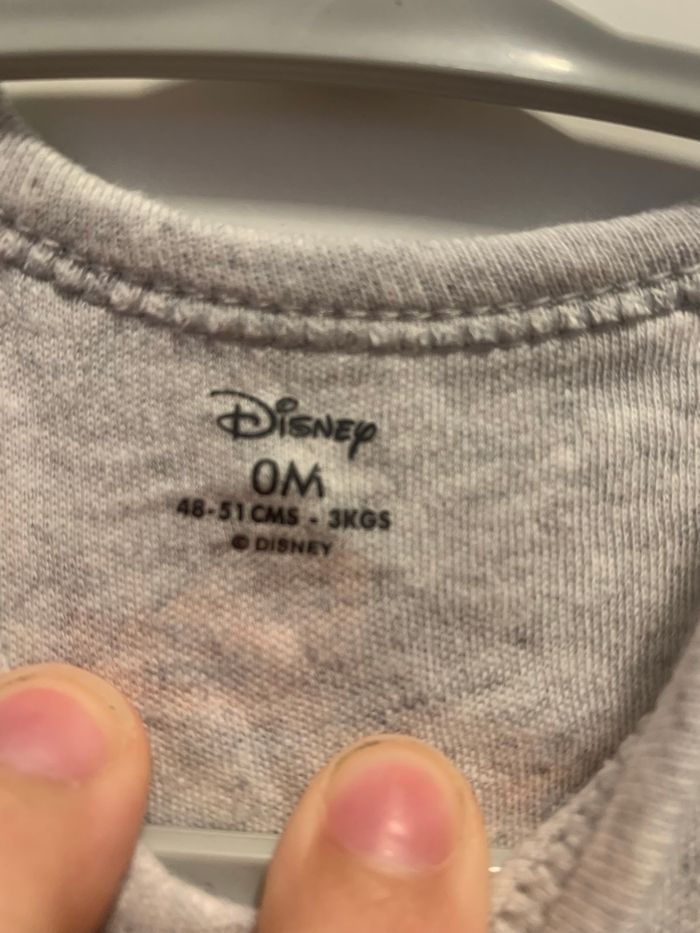 Disney
0M
48-51 CMS - 3KGS
© DISNEY